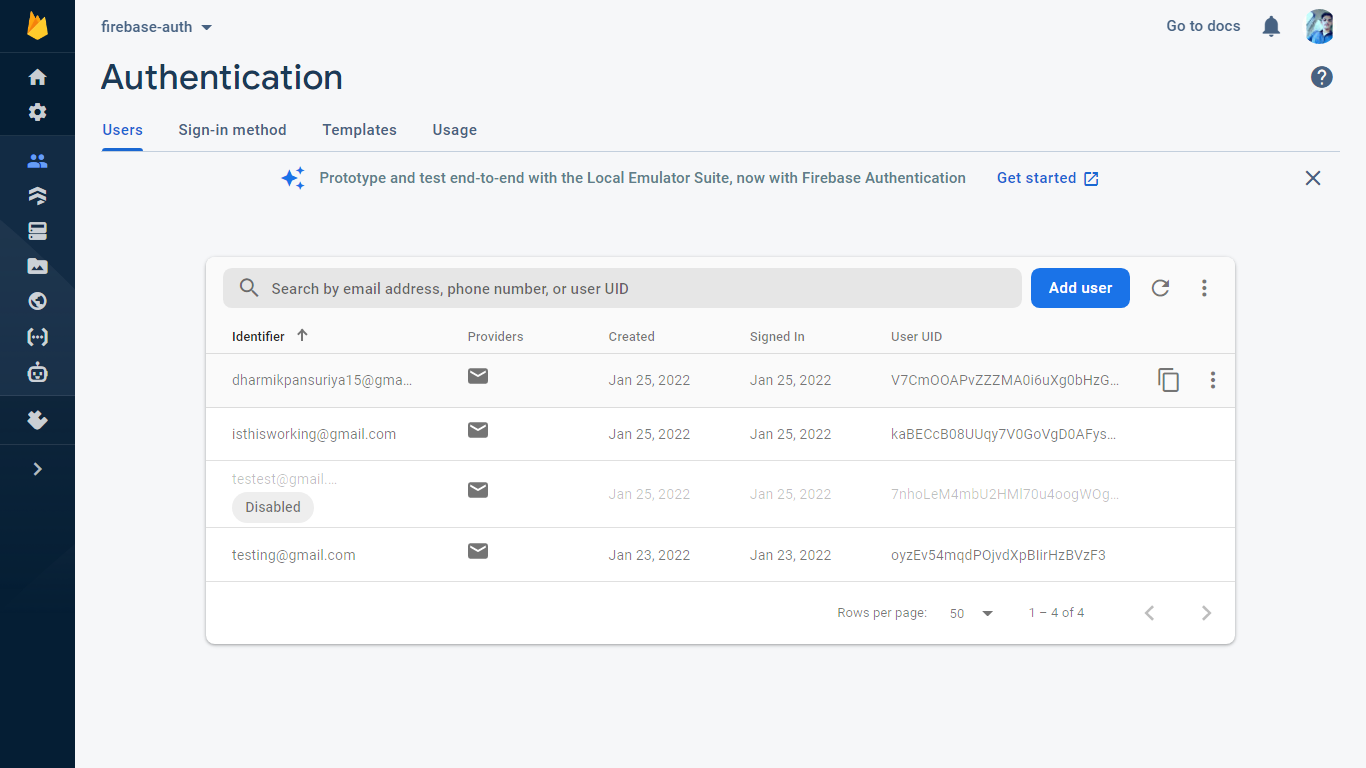 firebase-auth
Go to docs
Authentication
Users Sign-in method Templates Usage
Prototype and test end-to-end with the Local Emulator Suite, now with Firebase Authentication Get started
Search by email address, phone number, or user UID Add user
Identifier Providers Created Signed In User UID
dharmikpansuriya15@gma... Jan 25, 2022 Jan 25, 2022 V7CmOOAPvZZZMA0i6uXg0bHzG...
isthisworking@gmail.com Jan 25, 2022 Jan 25, 2022 kaBECcB08UUqy7V0GoVgD0AFys...
testest@gmail.... Jan 25, 2022 Jan 25, 2022 7nhoLeM4mbU2HMl70u4oogWOg...
Disabled
testing@gmail.com Jan 23, 2022 Jan 23, 2022 oyzEv54mqdPOjvdXpBIirHzBVzF3
Rows per page: 50 1 – 4 of 4